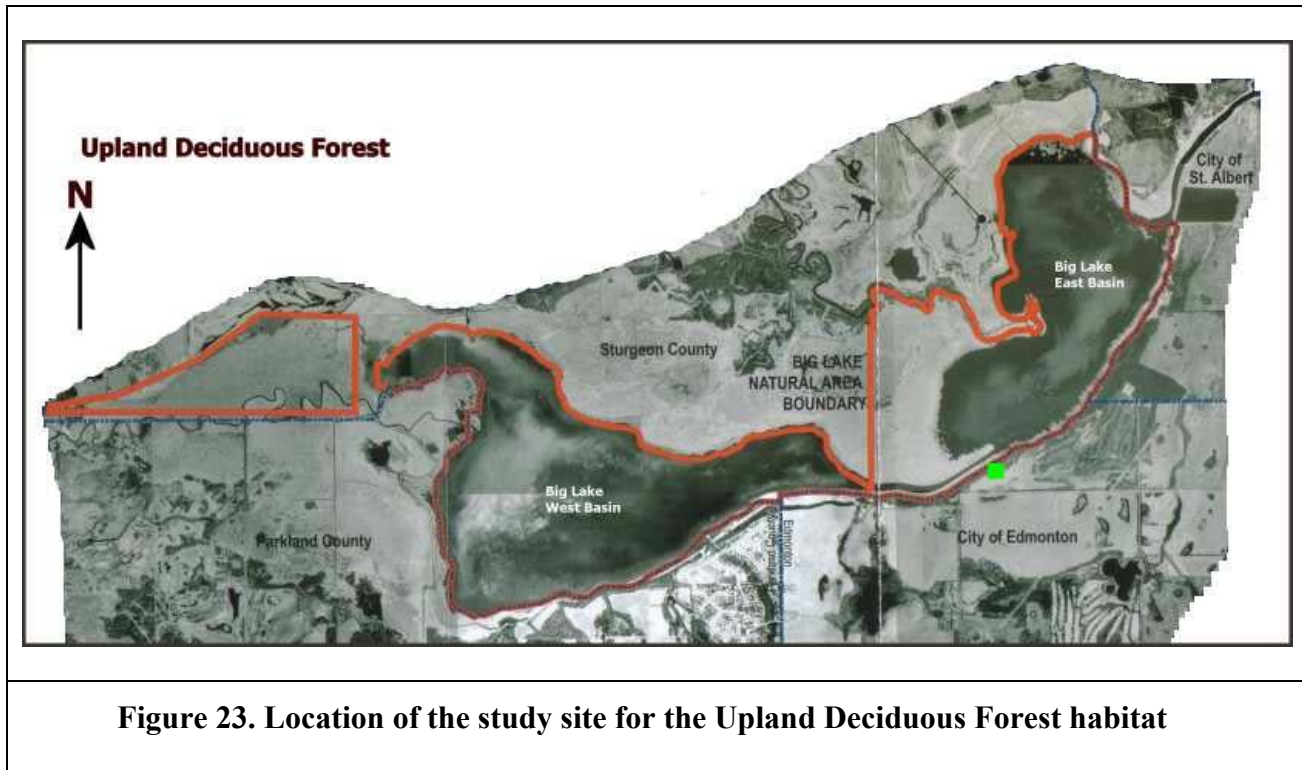 Upland Deciduous Forest
N
City of
St. Albert
Big Lake
East Basin
Sturgeon County
BIG LAKE
NATURAL AREA
BOUNDARY
Big Lake
West Basin
Parkland County
Edmonton
City of Edmonton
Figure 23. Location of the study site for the Upland Deciduous Forest habitat